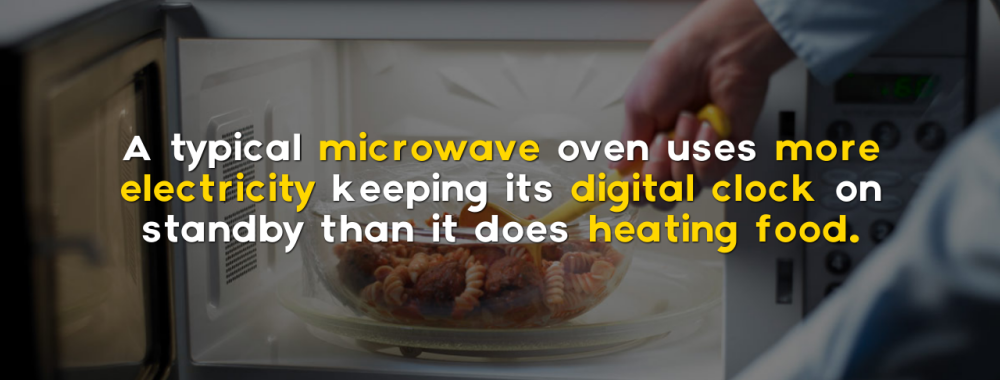 A typical microwave oven uses more
electricity keeping its digital clock on
standby than it does heating food.